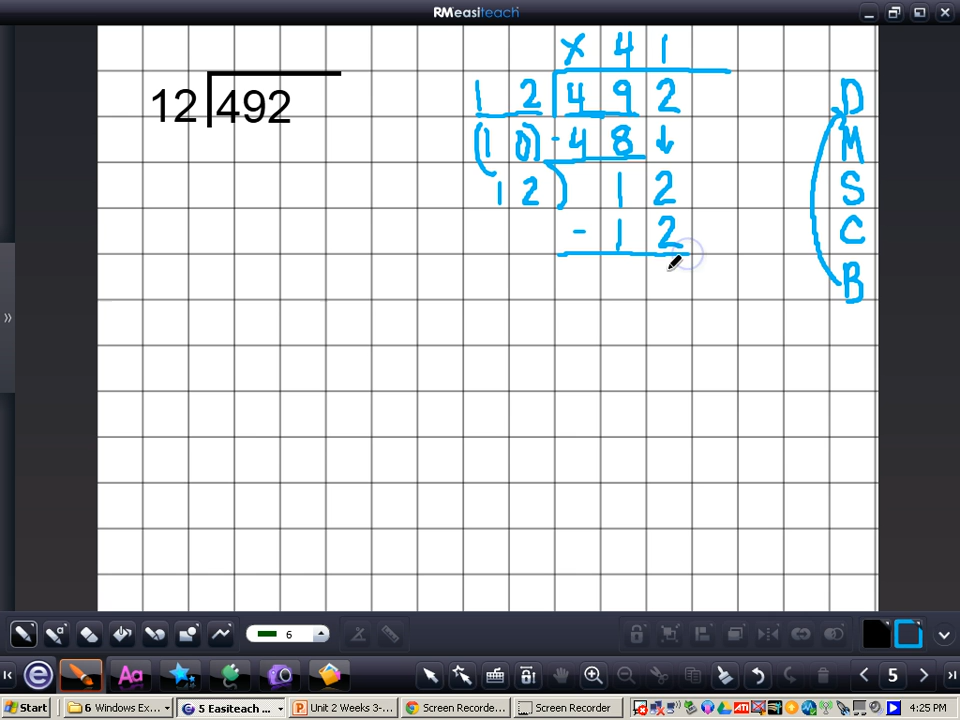 RMeasiteach
12 492
X 4 1
1 2 4 9 2
(1 0) - 4 8 ↓
1 2 ) 1 2
- 1 2
D
M
S
C
B
6
5
Start
6 Windows Ex...
5 Easiteach ...
Unit 2 Weeks 3-...
Screen Recorde...
Screen Recorder
4:25 PM